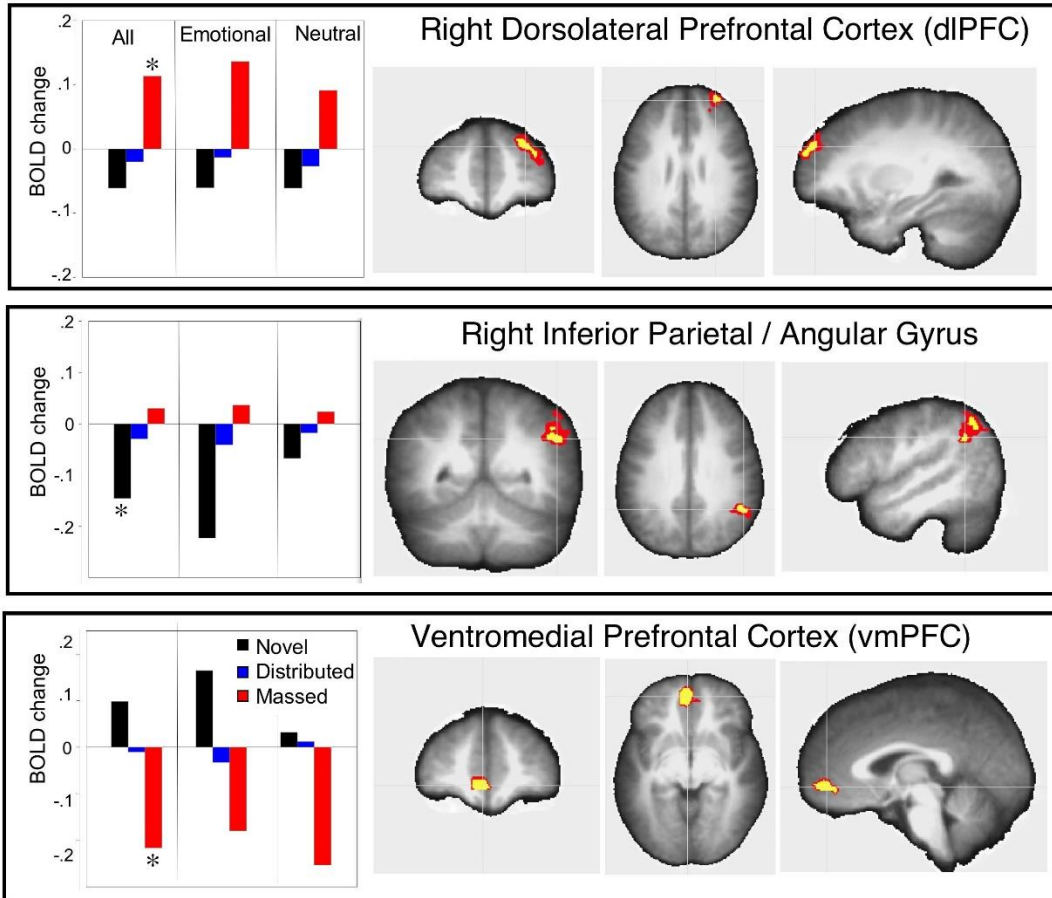 Right Dorsolateral Prefrontal Cortex (dlPFC)
All Emotional Neutral
BOLD change
.2
.1
0
-.1
-.2
*
Right Inferior Parietal / Angular Gyrus
BOLD change
.2
.1
0
-.1
-.2
*
Ventromedial Prefrontal Cortex (vmPFC)
BOLD change
.2
.1
0
-.1
-.2
Novel
Distributed
Massed
*